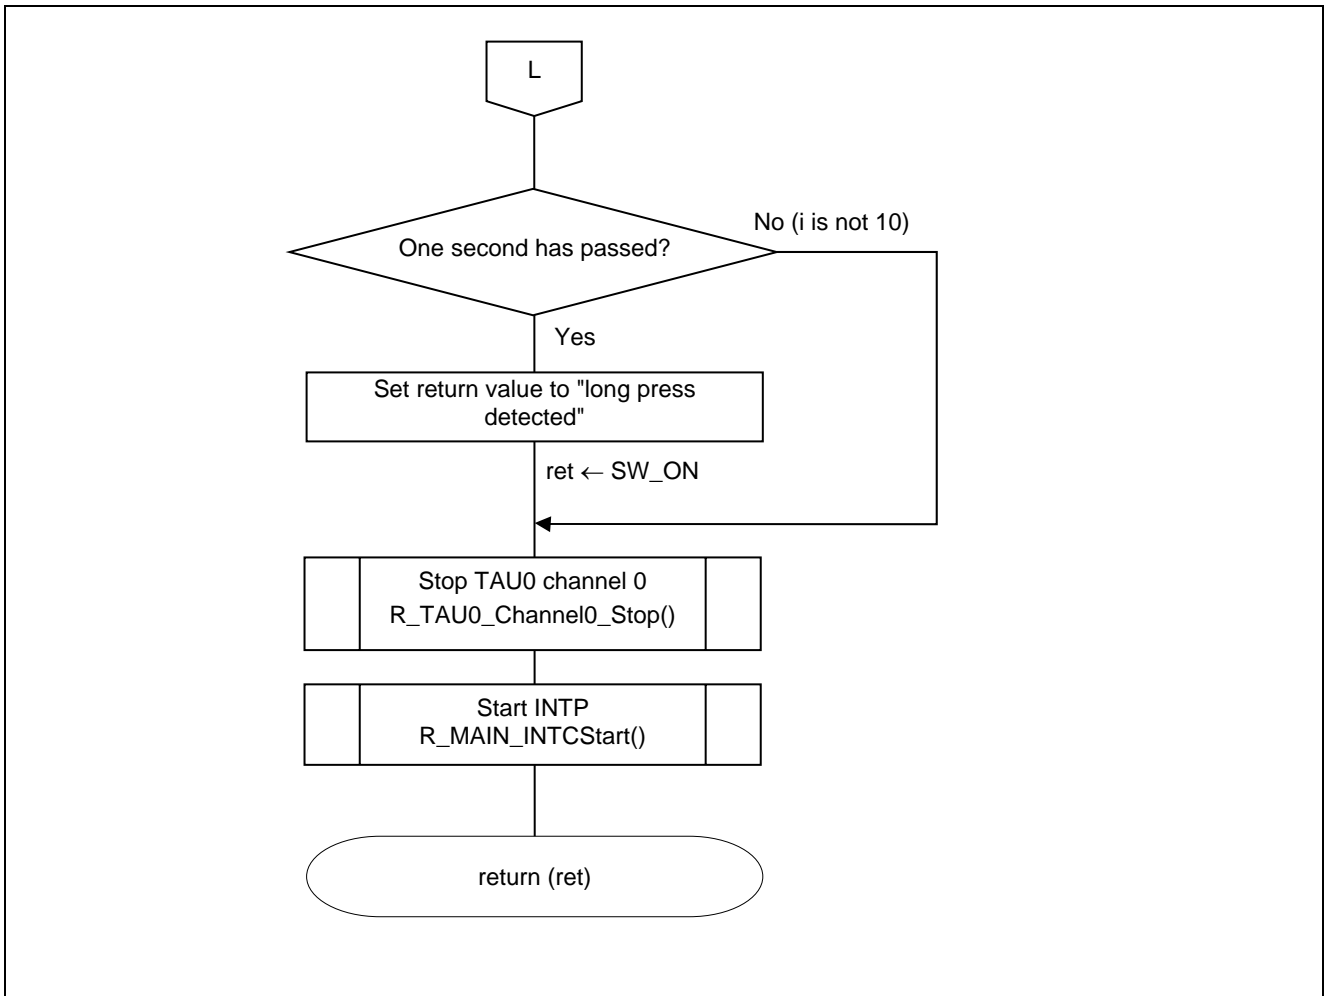 L
One second has passed?
No (i is not 10)
Yes
Set return value to "long press
detected"
ret ← SW_ON
Stop TAU0 channel 0
R_TAU0_Channel0_Stop()
Start INTP
R_MAIN_INTCStart()
return (ret)